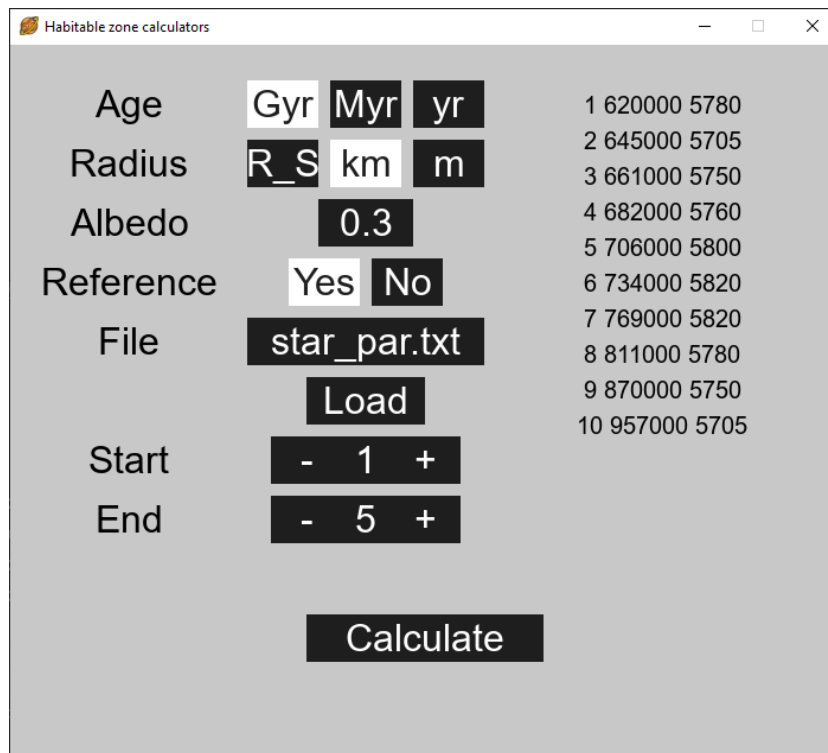 Habitable zone calculators
Age Gyr Myr yr
Radius R_S km m
Albedo 0.3
Reference Yes No
File star_par.txt
Load
Start - 1 +
End - 5 +
Calculate
1 620000 5780
2 645000 5705
3 661000 5750
4 682000 5760
5 706000 5800
6 734000 5820
7 769000 5820
8 811000 5780
9 870000 5750
10 957000 5705